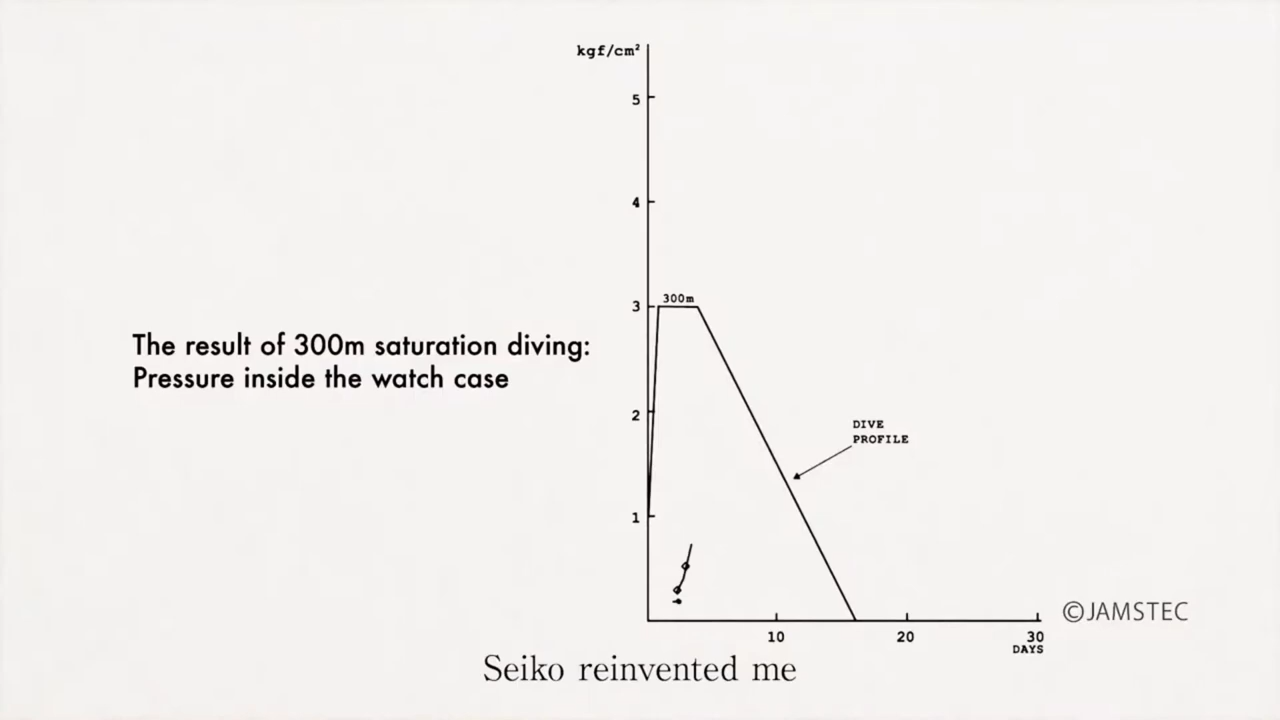 kgf/cm²
5
4
3
300m
The result of 300m saturation diving:
Pressure inside the watch case
2
DIVE
PROFILE
1
10
20
30
DAYS
©JAMSTEC
Seiko reinvented me